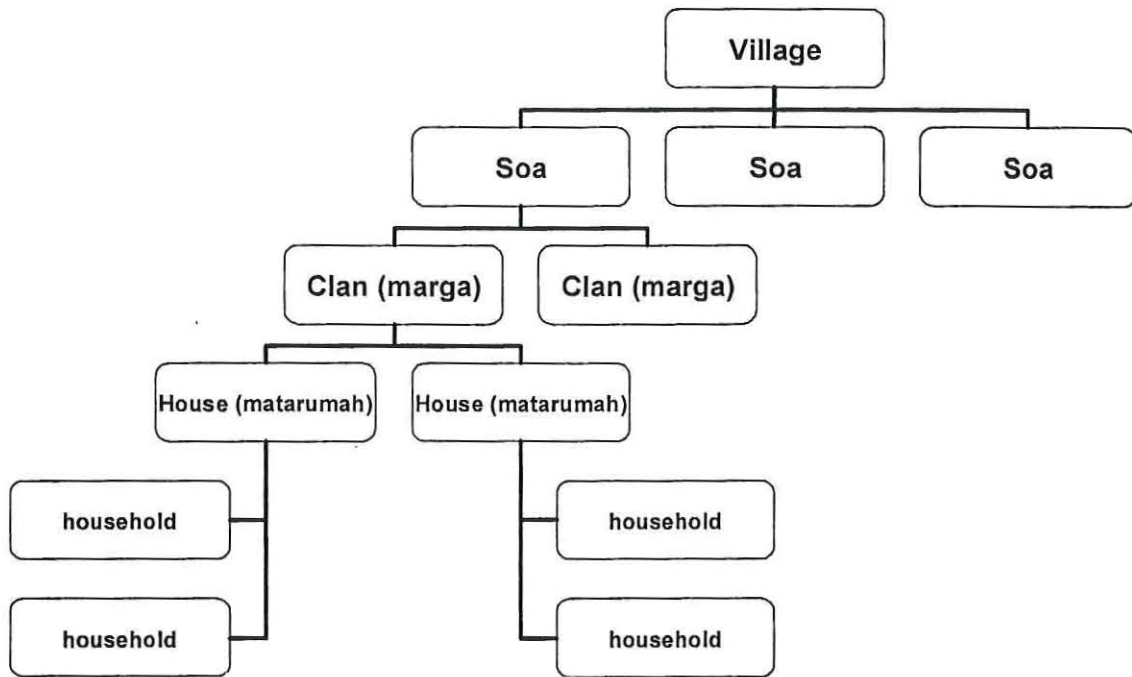 Village
Soa
Soa
Soa
Clan (marga)
Clan (marga)
House (matarumah)
House (matarumah)
household
household
household
household